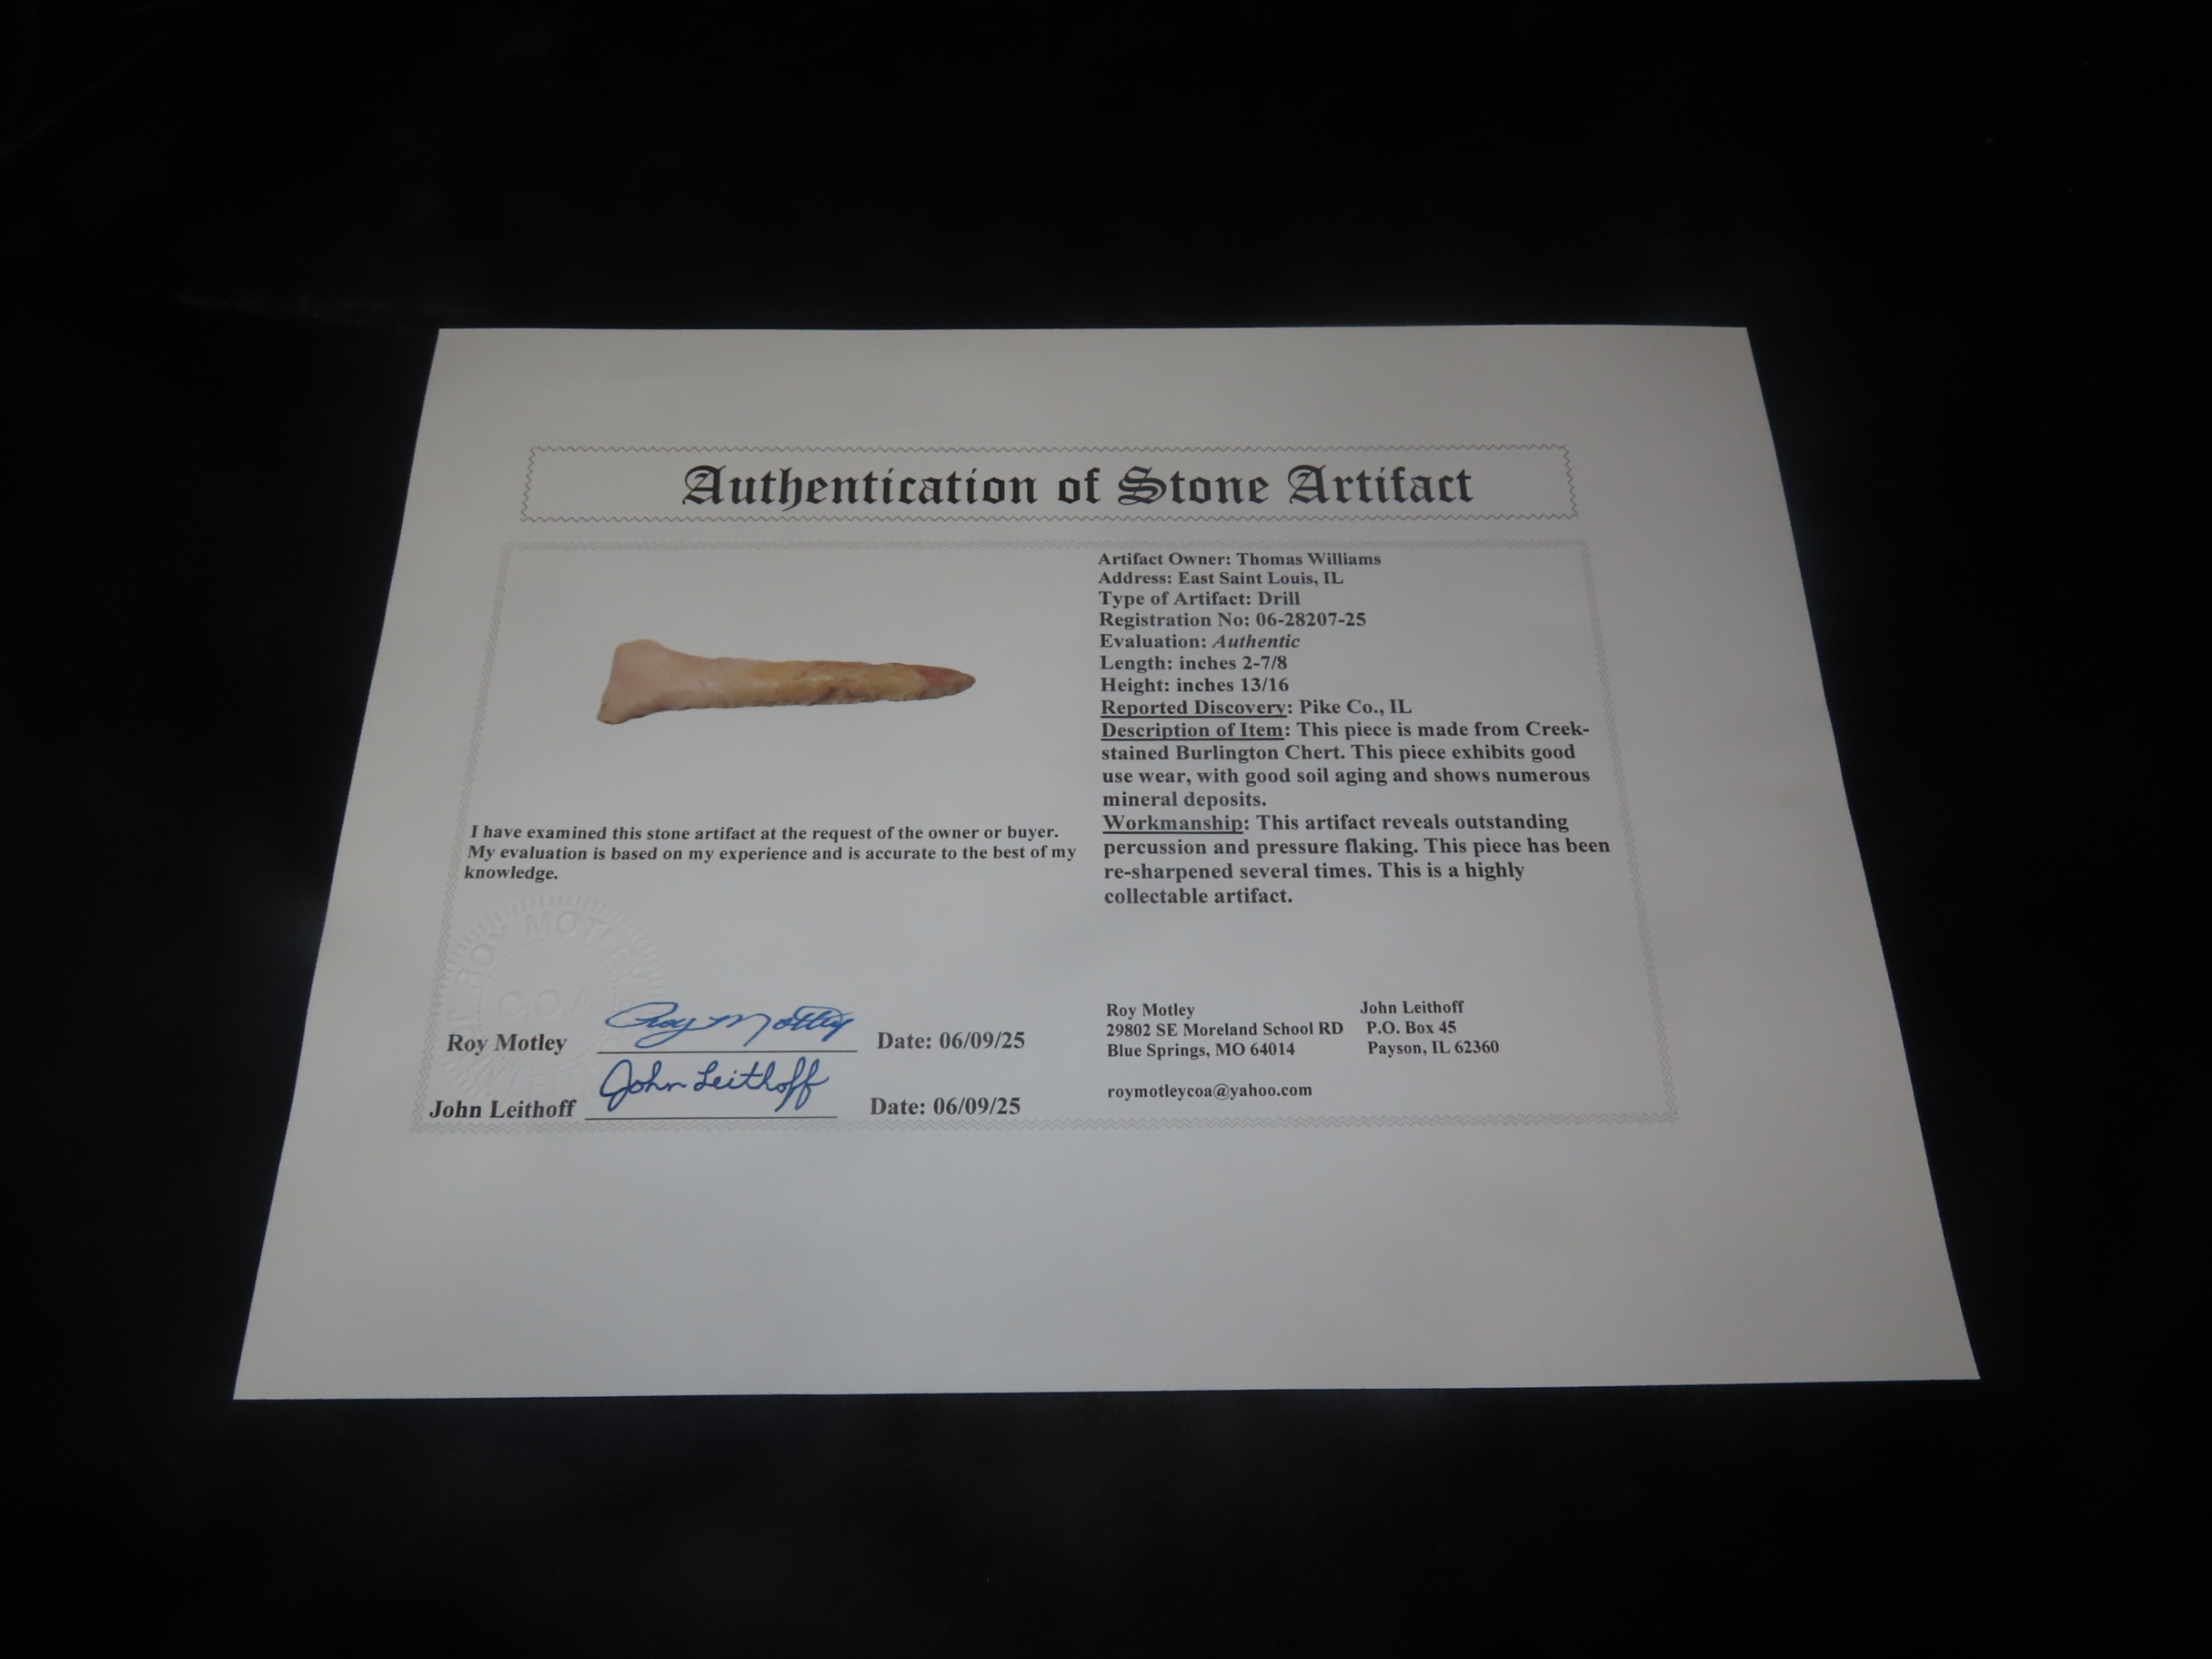 Authentication of Stone Artifact
Artifact Owner: Thomas Williams
Address: East Saint Louis, IL
Type of Artifact: Drill
Registration No: 06-28207-25
Evaluation: Authentic
Length: inches 2-7/8
Height: inches 13/16
Reported Discovery: Pike Co., IL
Description of Item: This piece is made from Creek-
stained Burlington Chert. This piece exhibits good
use wear, with good soil aging and shows numerous
mineral deposits.
Workmanship: This artifact reveals outstanding
percussion and pressure flaking. This piece has been
re-sharpened several times. This is a highly
collectable artifact.
I have examined this stone artifact at the request of the owner or buyer.
My evaluation is based on my experience and is accurate to the best of my
knowledge.
ROY MOTLEY
C.O.A
Roy Motley Roy Motley Date: 06/09/25
John Leithoff John Leithoff Date: 06/09/25
Roy Motley
29802 SE Moreland School RD
Blue Springs, MO 64014
roymotleycoa@yahoo.com
John Leithoff
P.O. Box 45
Payson, IL 62360